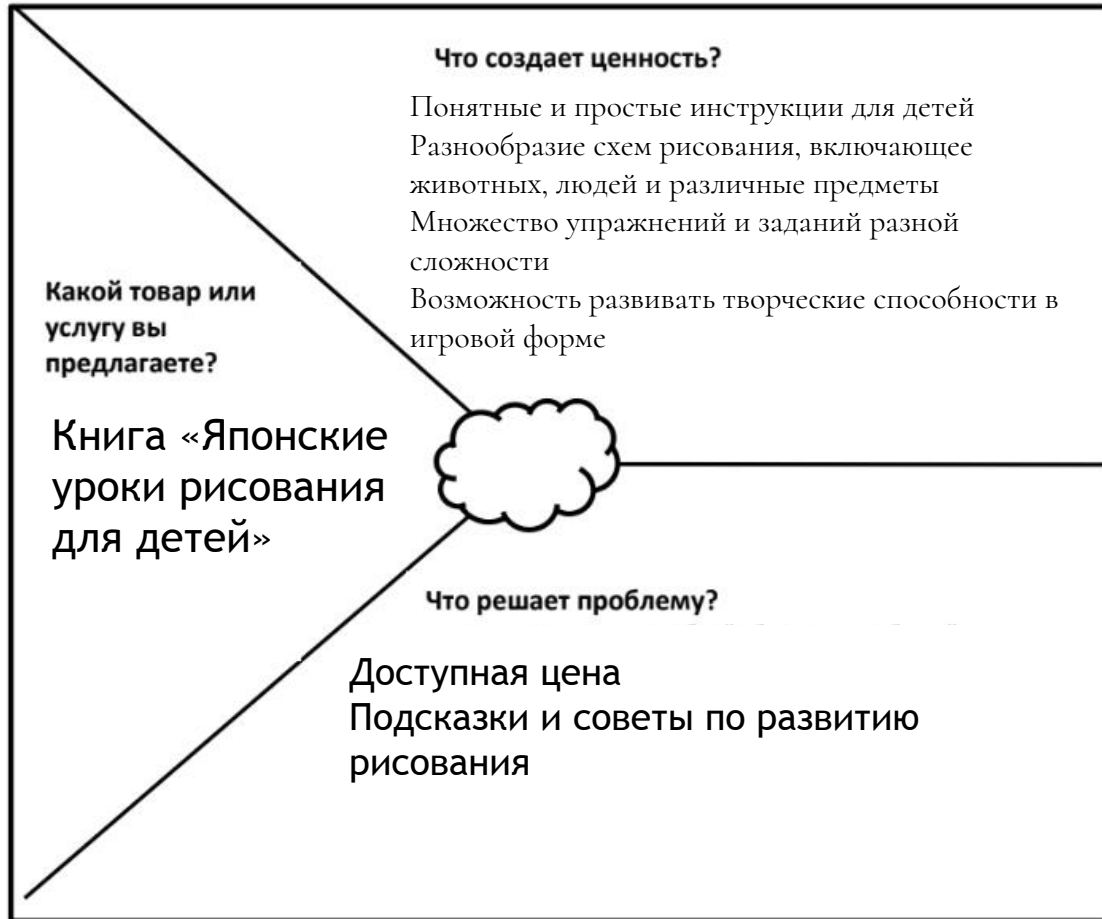 Что создает ценность?
Понятные и простые инструкции для детей
Разнообразие схем рисования, включающее
животных, людей и различные предметы
Множество упражнений и заданий разной
сложности
Возможность развивать творческие способности в
игровой форме
Какой товар или
услугу вы
предлагаете?
Книга «Японские
уроки рисования
для детей»
Что решает проблему?
Доступная цена
Подсказки и советы по развитию
рисования